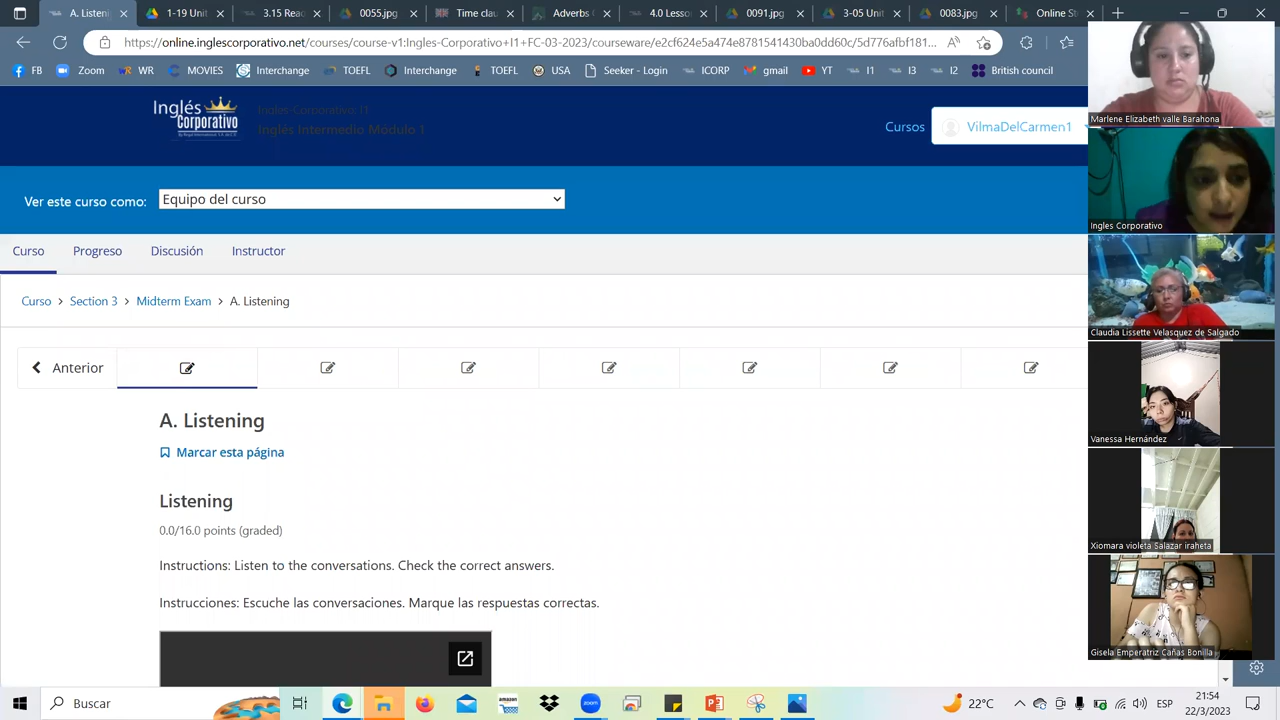 A. Listeni
1-19 Unid
3.15 Reac
0055.jpg
Time clau
Adverbs o
4.0 Lesso
0091.jpg
1-05 Unit
0083.jpg
Online St
https://online.inglescorporativo.net/courses/course-v1:Ingles-Corporativo+I1+FC-03-2023/courseware/e2cf624e5a474e8781541430ba0dd60c/5d776afbf181...
FB
Zoom
WR
MOVIES
Interchange
TOEFL
Interchange
TOEFL
USA
Seeker - Login
ICORP
gmail
YT
I1
I3
I2
British council
Inglés
Corporativo
Ingles-Corporativo: I1
Inglés Intermedio Módulo 1
Cursos
VilmaDelCarmen1
Ver este curso como:
Equipo del curso
Curso
Progreso
Discusión
Instructor
Curso > Section 3 > Midterm Exam > A. Listening
Anterior
A. Listening
Marcar esta página
Listening
0.0/16.0 points (graded)
Instructions: Listen to the conversations. Check the correct answers.
Instrucciones: Escuche las conversaciones. Marque las respuestas correctas.
Marlene Elizabeth valle Barahona
Ingles Corporativo
Claudia Lissette Velasquez de Salgado
Vanessa Hernández
Xiomara violeta Salazar iraheta
Gisela Emperatriz Cañas Bonilla
Buscar
amazon
zoom
22°C
ESP
21:54
22/3/2023